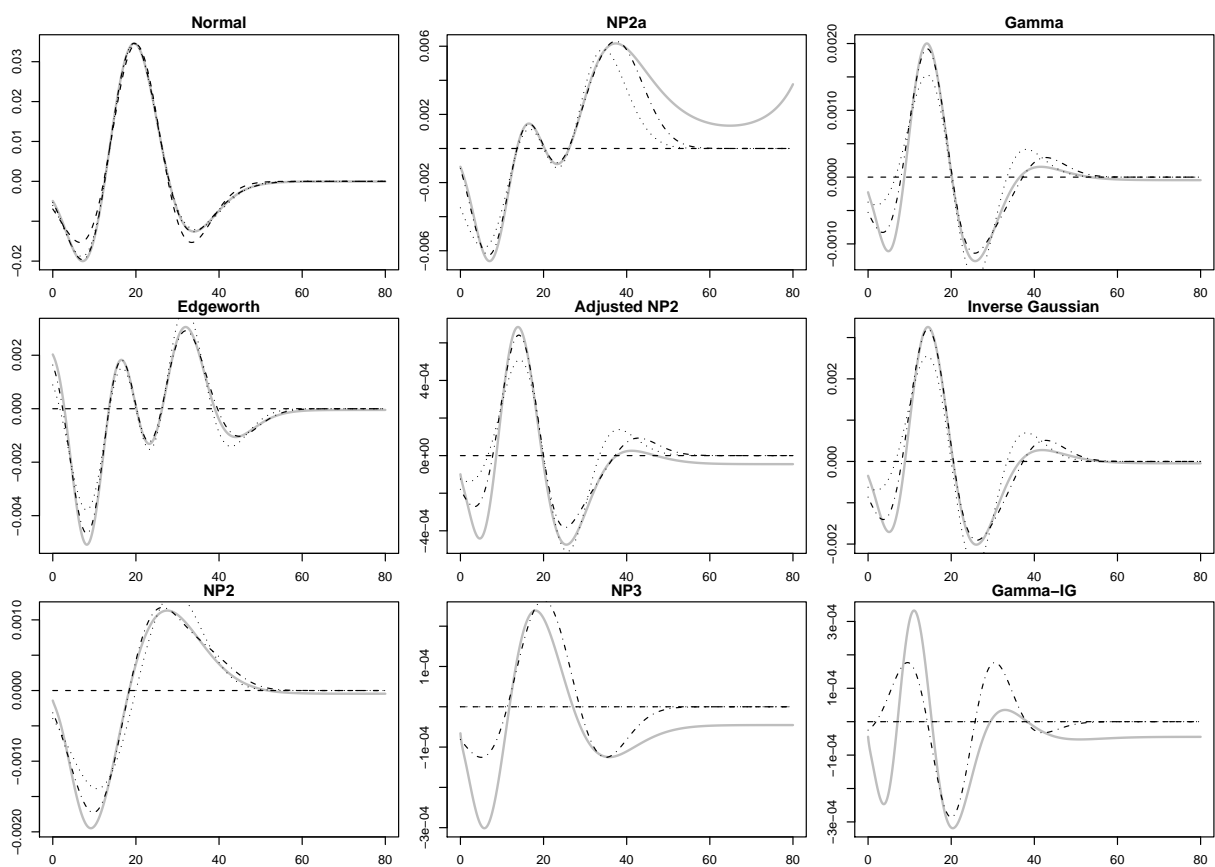 Normal
−0.02 0.00 0.01 0.03
0 20 40 60 80
NP2a
−0.006 −0.002 0.002 0.006
0 20 40 60 80
Gamma
−0.0010 0.0000 0.0010 0.0020
0 20 40 60 80
Edgeworth
−0.004 −0.002 0.000 0.002
0 20 40 60 80
Adjusted NP2
−4e−04 0e+00 4e−04
0 20 40 60 80
Inverse Gaussian
−0.002 0.000 0.002
0 20 40 60 80
NP2
−0.0020 −0.0010 0.0000 0.0010
0 20 40 60 80
NP3
−3e−04 −1e−04 1e−04
0 20 40 60 80
Gamma−IG
−3e−04 −1e−04 1e−04 3e−04
0 20 40 60 80